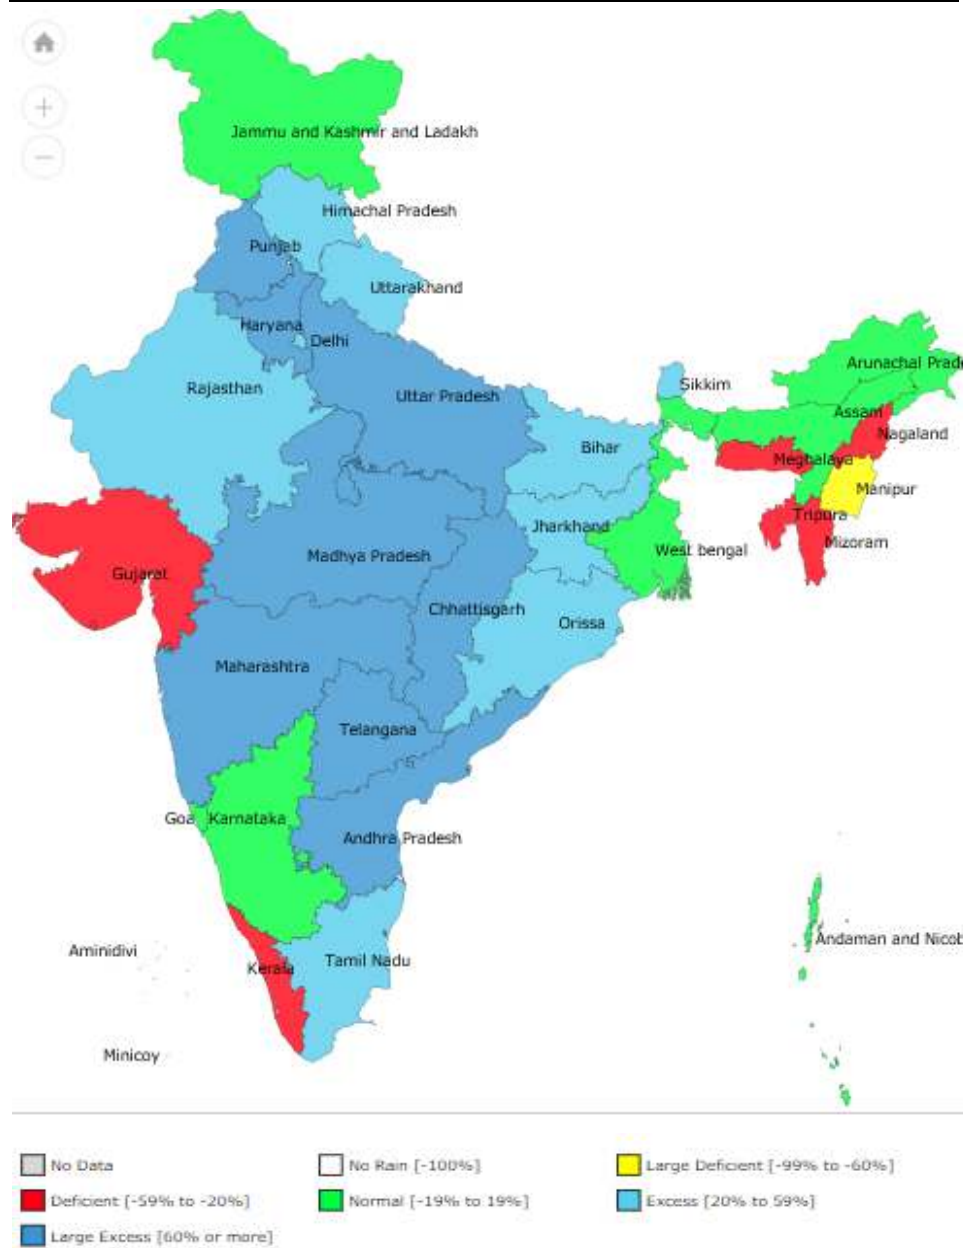 +
−
Jammu and Kashmir and Ladakh
Himachal Pradesh
Punjab
Uttarakhand
Haryana
Delhi
Rajasthan
Uttar Pradesh
Sikkim
Arunachal Prade
Assam
Nagaland
Bihar
Meghalaya
Manipur
Jharkhand
Tripura
Mizoram
West bengal
Madhya Pradesh
Gujarat
Chhattisgarh
Orissa
Maharashtra
Telangana
Goa
Karnataka
Andhra Pradesh
Andaman and Nicob
Aminidivi
Kerala
Tamil Nadu
Minicoy
No Data
No Rain [-100%]
Large Deficient [-99% to -60%]
Deficient [-59% to -20%]
Normal [-19% to 19%]
Excess [20% to 59%]
Large Excess [60% or more]